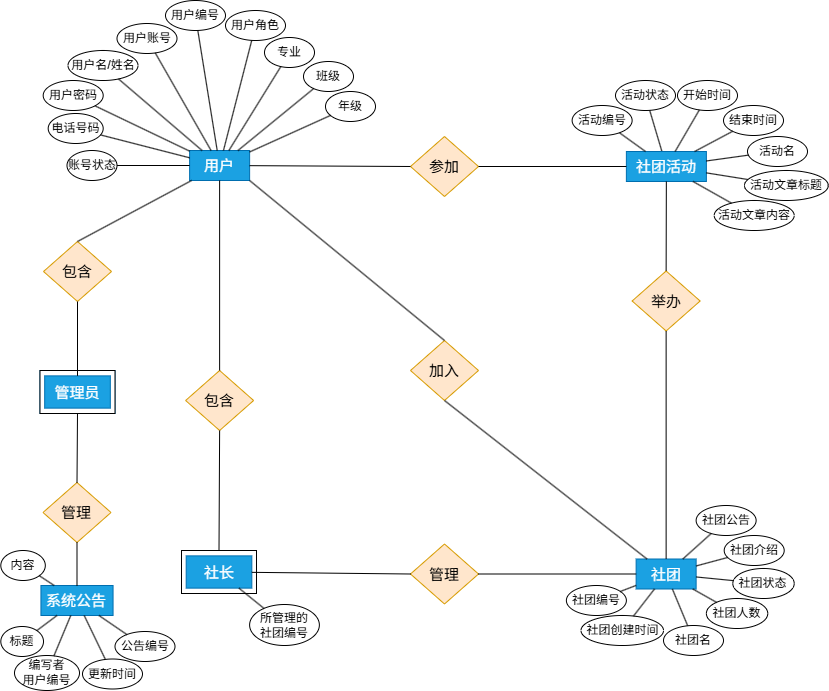 用户编号
用户角色
用户账号
专业
用户名/姓名
班级
用户密码
年级
电话号码
账号状态
用户
参加
活动状态
开始时间
活动编号
结束时间
活动名
社团活动
活动文章标题
活动文章内容
包含
举办
管理员
包含
加入
管理
社团公告
社团介绍
内容
社长
管理
社团
社团状态
系统公告
社团编号
社团人数
所管理的
社团编号
社团创建时间
社团名
标题
公告编号
编写者
用户编号
更新时间